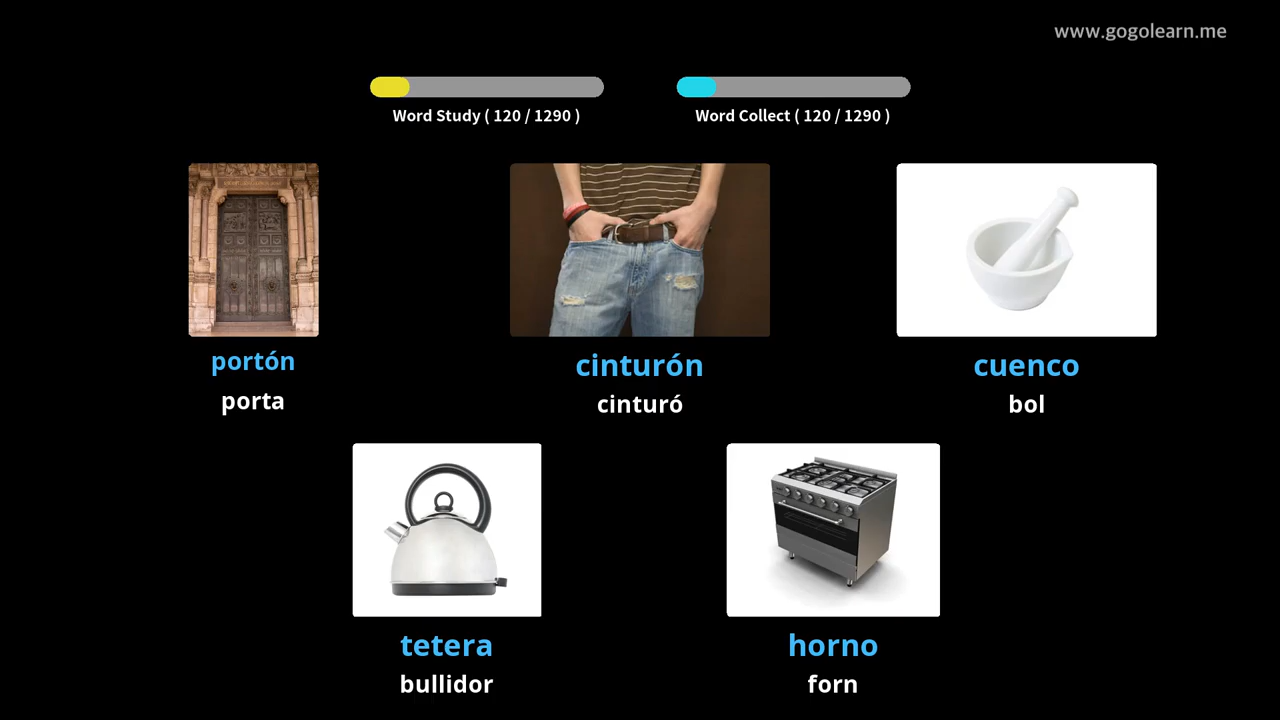 www.gogolearn.me
Word Study ( 120 / 1290 )
Word Collect ( 120 / 1290 )
portón
porta
cinturón
cinturó
cuenco
bol
tetera
bullidor
horno
forn